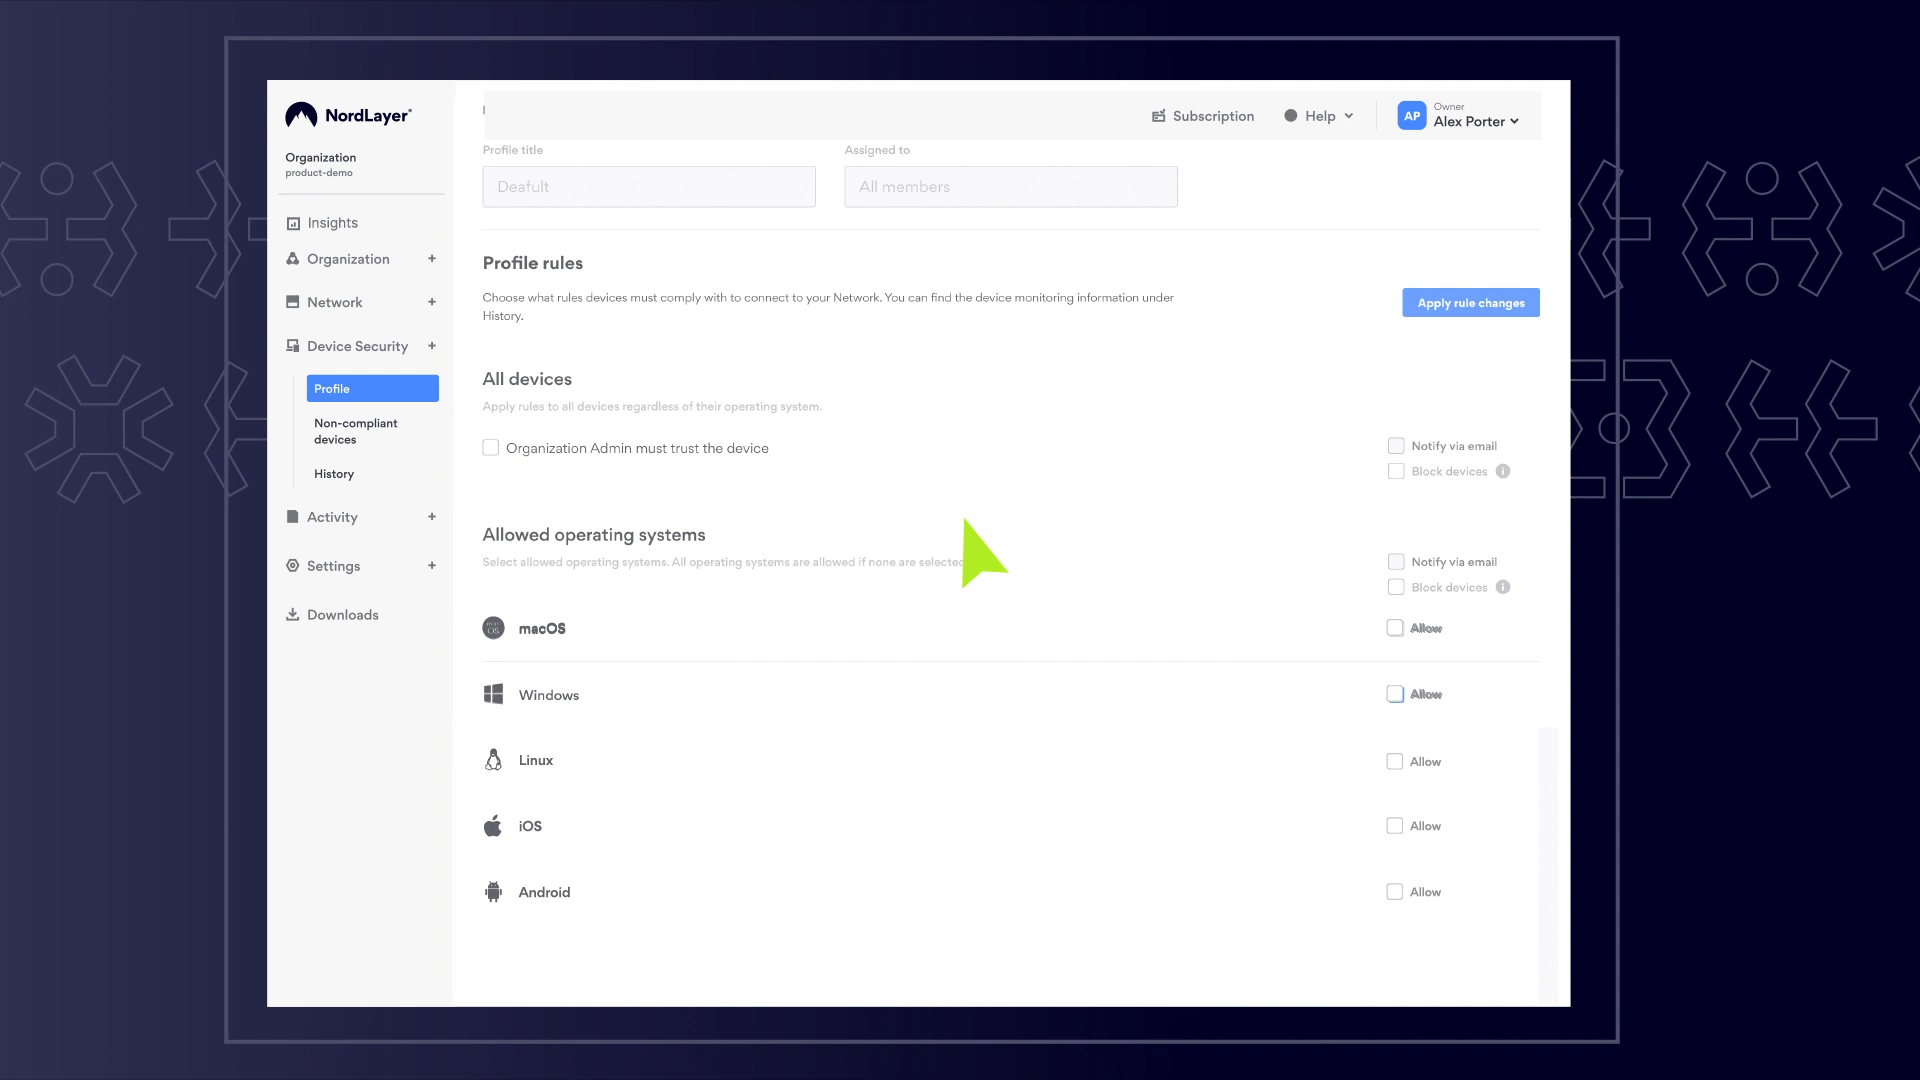 NordLayer®
Subscription
Help
AP
Owner
Alex Porter
Organization
product-demo
Insights
Organization
Network
Device Security
Profile
Non-compliant
devices
History
Activity
Settings
Downloads
Profile title
Assigned to
Deafult
All members
Profile rules
Choose what rules devices must comply with to connect to your Network. You can find the device monitoring information under
History.
Apply rule changes
All devices
Apply rules to all devices regardless of their operating system.
Organization Admin must trust the device
Notify via email
Block devices
Allowed operating systems
Select allowed operating systems. All operating systems are allowed if none are selected
Notify via email
Block devices
mac
OS
macOS
Allow
Windows
Allow
Linux
Allow
iOS
Allow
Android
Allow